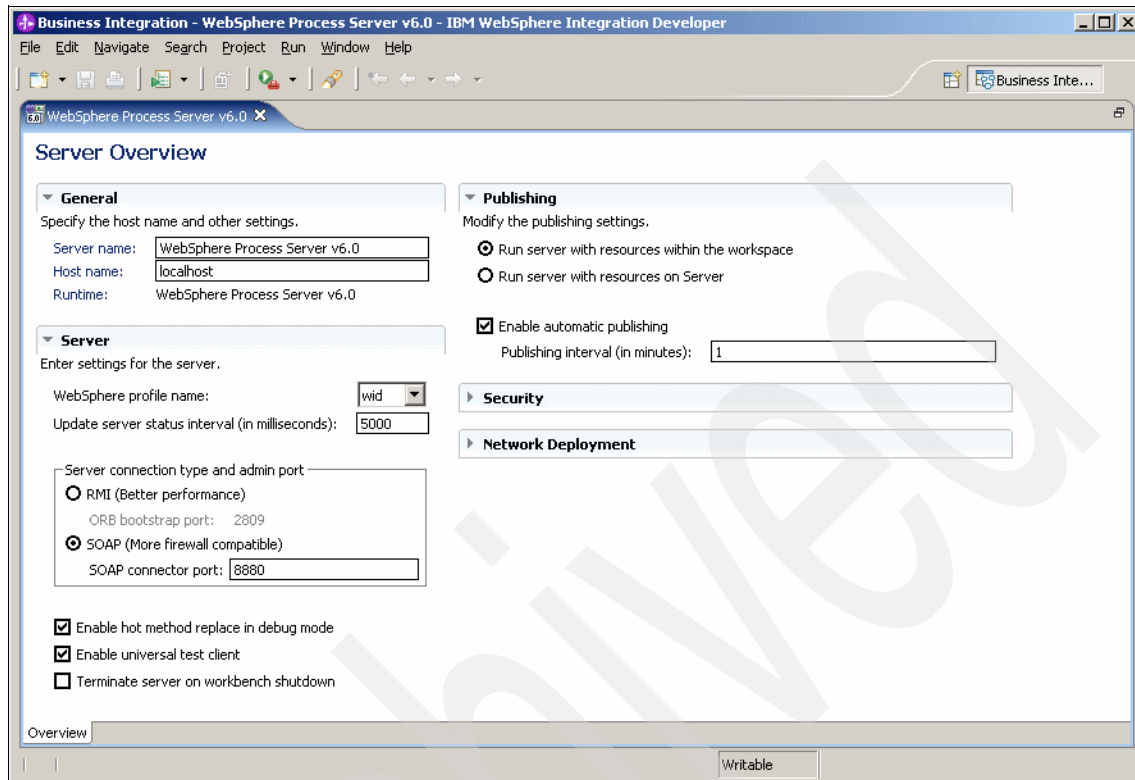 Business Integration - WebSphere Process Server v6.0 - IBM WebSphere Integration Developer
File Edit Navigate Search Project Run Window Help
Business Inte...
6.0 WebSphere Process Server v6.0
Server Overview
General
Specify the host name and other settings.
Server name: WebSphere Process Server v6.0
Host name: localhost
Runtime: WebSphere Process Server v6.0
Server
Enter settings for the server.
WebSphere profile name: wid
Update server status interval (in milliseconds): 5000
Server connection type and admin port
RMI (Better performance)
ORB bootstrap port: 2809
SOAP (More firewall compatible)
SOAP connector port: 8880
Enable hot method replace in debug mode
Enable universal test client
Terminate server on workbench shutdown
Publishing
Modify the publishing settings.
Run server with resources within the workspace
Run server with resources on Server
Enable automatic publishing
Publishing interval (in minutes): 1
Security
Network Deployment
Overview
Writable
hived